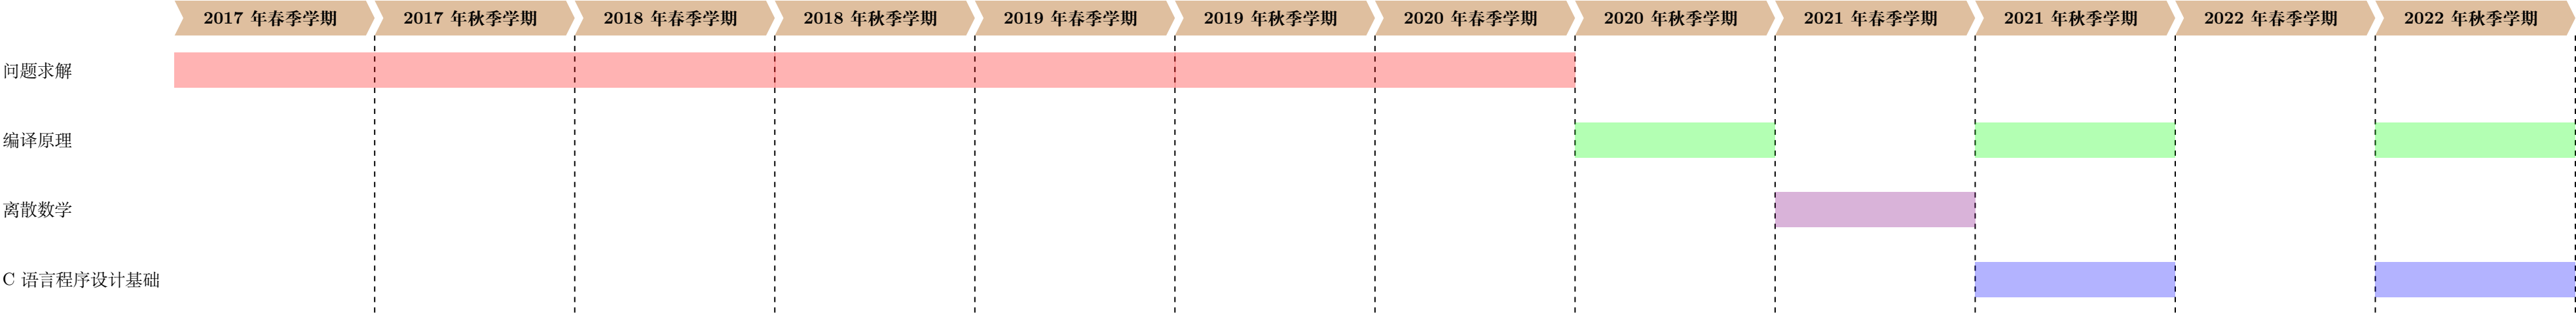 2017 年春季学期 2017 年秋季学期 2018 年春季学期 2018 年秋季学期 2019 年春季学期 2019 年秋季学期 2020 年春季学期 2020 年秋季学期 2021 年春季学期 2021 年秋季学期 2022 年春季学期 2022 年秋季学期
问题求解
编译原理
离散数学
C 语言程序设计基础